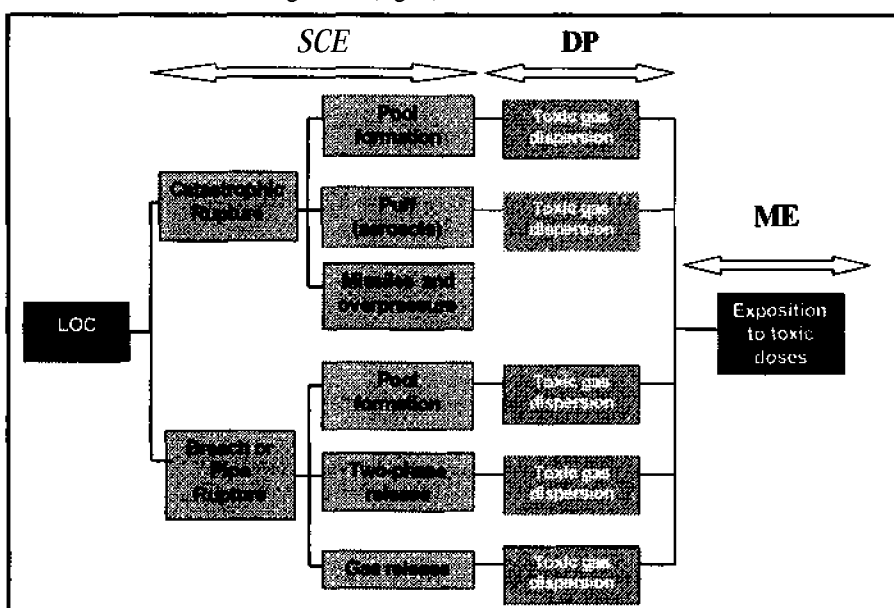 SCE
DP
Pool
formation
Toxic gas
dispersion
Catastrophic
Rupture
Puff
(aerosols)
Toxic gas
dispersion
ME
Missiles and
overpressure
LOC
Exposition
to toxic
doses
Pool
formation
Toxic gas
dispersion
Breach or
Pipe
Rupture
Two-phase
release
Toxic gas
dispersion
Gas release
Toxic gas
dispersion